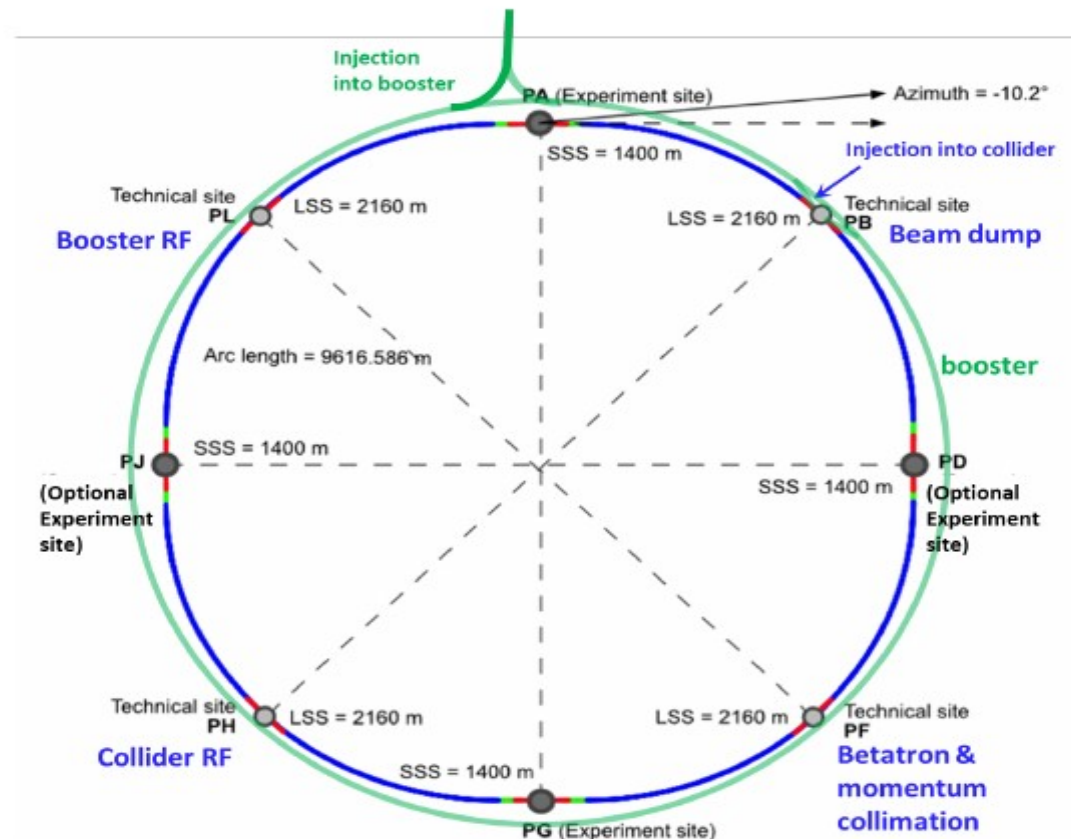 Injection
into booster
PA (Experiment site)
Azimuth = -10.2°
SSS = 1400 m
Injection into collider
Technical site
PL
LSS = 2160 m
Booster RF
LSS = 2160 m
Technical site
PB
Beam dump
Arc length = 9616.586 m
booster
PJ
SSS = 1400 m
(Optional
Experiment
site)
SSS = 1400 m
PD
(Optional
Experiment
site)
Technical site
PH
LSS = 2160 m
Collider RF
LSS = 2160 m
Technical site
PF
Betatron &
momentum
collimation
SSS = 1400 m
PG (Experiment site)